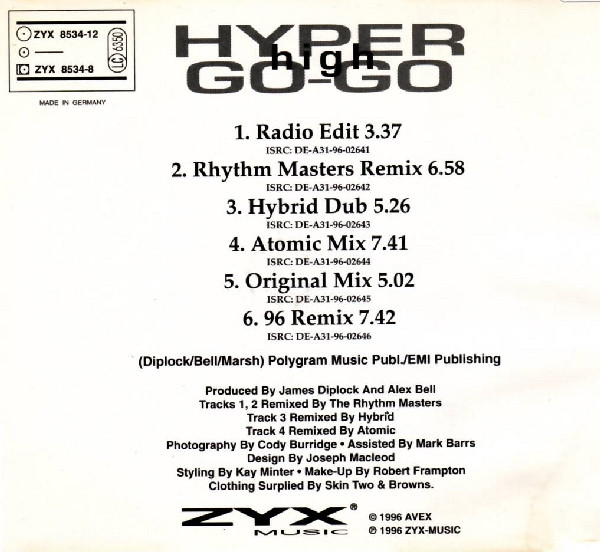 ZYX 8534-12
ZYX 8534-8
LC 6350
MADE IN GERMANY
HYPER
high
GO-GO
1. Radio Edit 3.37
ISRC: DE-A31-96-02641
2. Rhythm Masters Remix 6.58
ISRC: DE-A31-96-02642
3. Hybrid Dub 5.26
ISRC: DE-A31-96-02643
4. Atomic Mix 7.41
ISRC: DE-A31-96-02644
5. Original Mix 5.02
ISRC: DE-A31-96-02645
6. 96 Remix 7.42
ISRC: DE-A31-96-02646
(Diplock/Bell/Marsh) Polygram Music Publ./EMI Publishing
Produced By James Diplock And Alex Bell
Tracks 1, 2 Remixed By The Rhythm Masters
Track 3 Remixed By Hybrid
Track 4 Remixed By Atomic
Photography By Cody Burridge • Assisted By Mark Barrs
Design By Joseph Macleod
Styling By Kay Minter • Make-Up By Robert Frampton
Clothing Surplied By Skin Two & Browns.
ZYX®
MUSIC
© 1996 AVEX
℗ 1996 ZYX-MUSIC